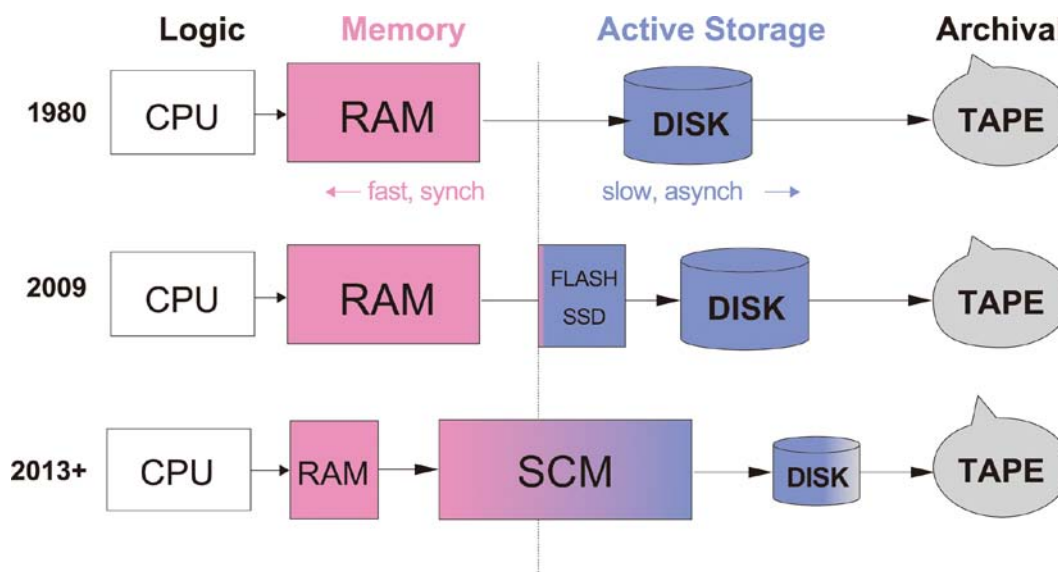 Logic Memory Active Storage Archival
1980 CPU RAM DISK TAPE
← fast, synch slow, asynch →
2009 CPU RAM FLASH SSD DISK TAPE
2013+ CPU RAM SCM DISK TAPE